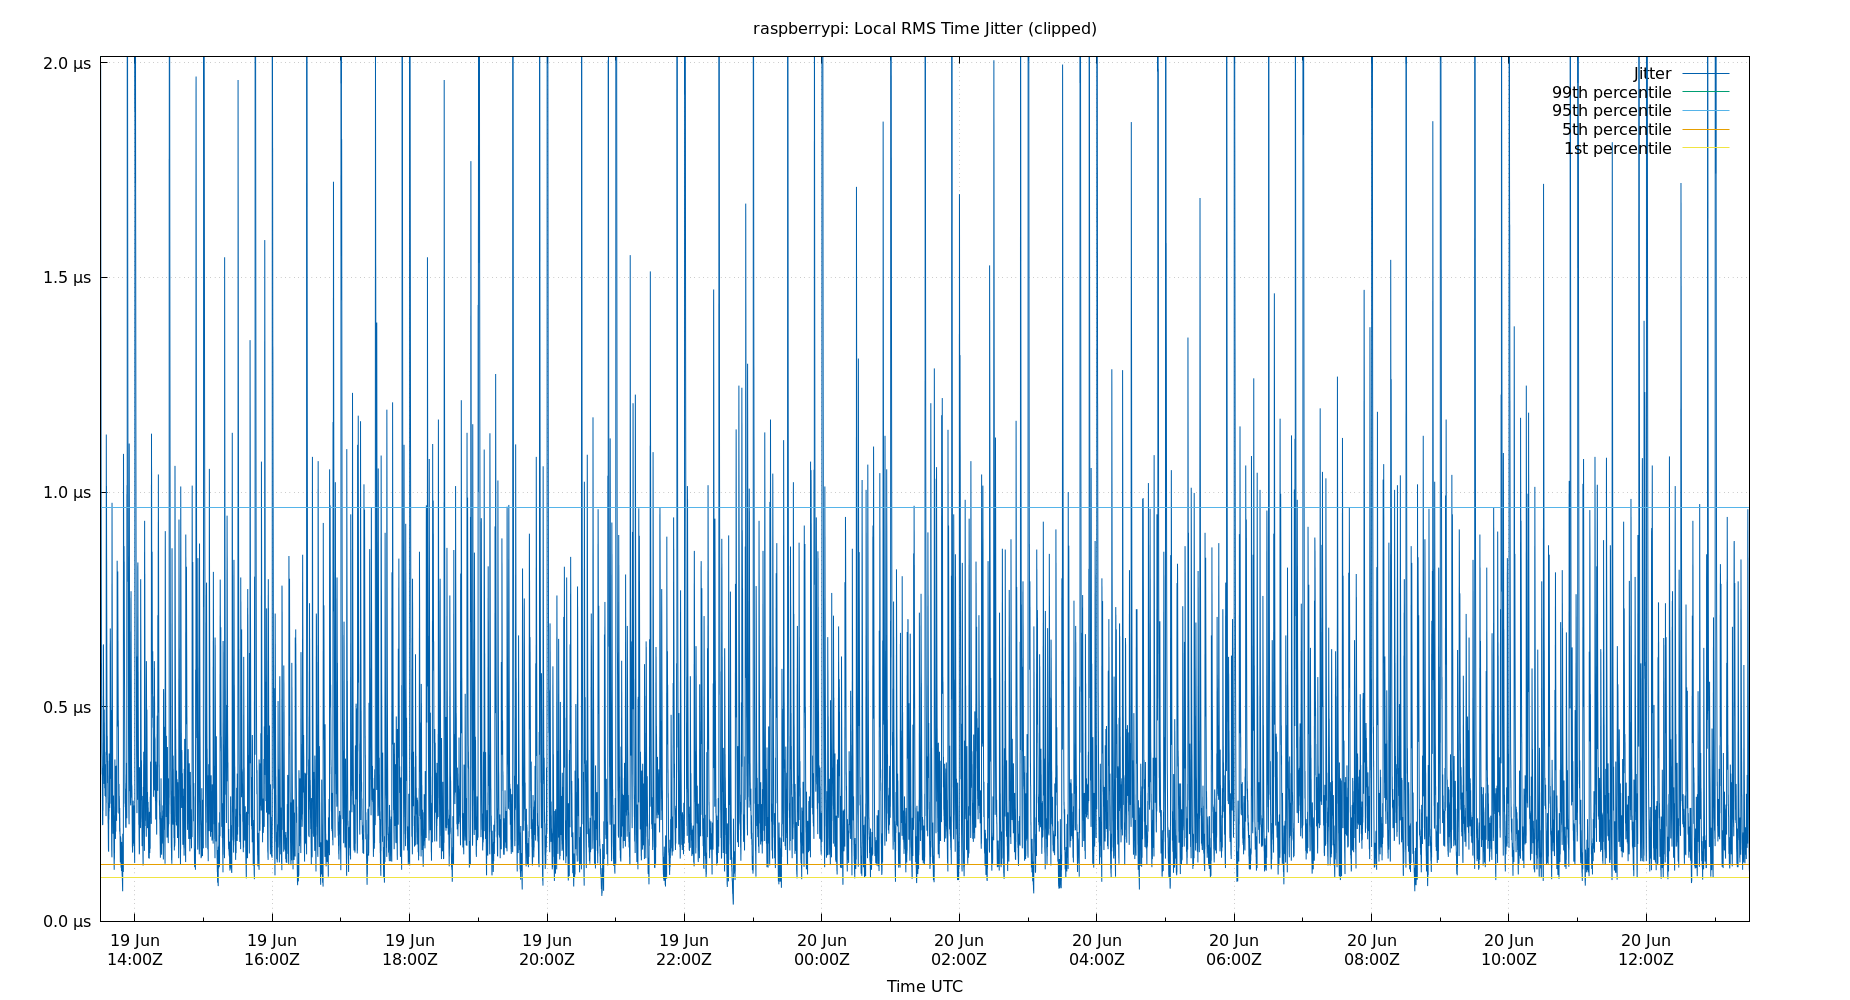 raspberrypi: Local RMS Time Jitter (clipped)
2.0 µs
1.5 µs
1.0 µs
0.5 µs
0.0 µs
Jitter
99th percentile
95th percentile
5th percentile
1st percentile
19 Jun 19 Jun 19 Jun 19 Jun 19 Jun 20 Jun 20 Jun 20 Jun 20 Jun 20 Jun 20 Jun 20 Jun
14:00Z 16:00Z 18:00Z 20:00Z 22:00Z 00:00Z 02:00Z 04:00Z 06:00Z 08:00Z 10:00Z 12:00Z
Time UTC